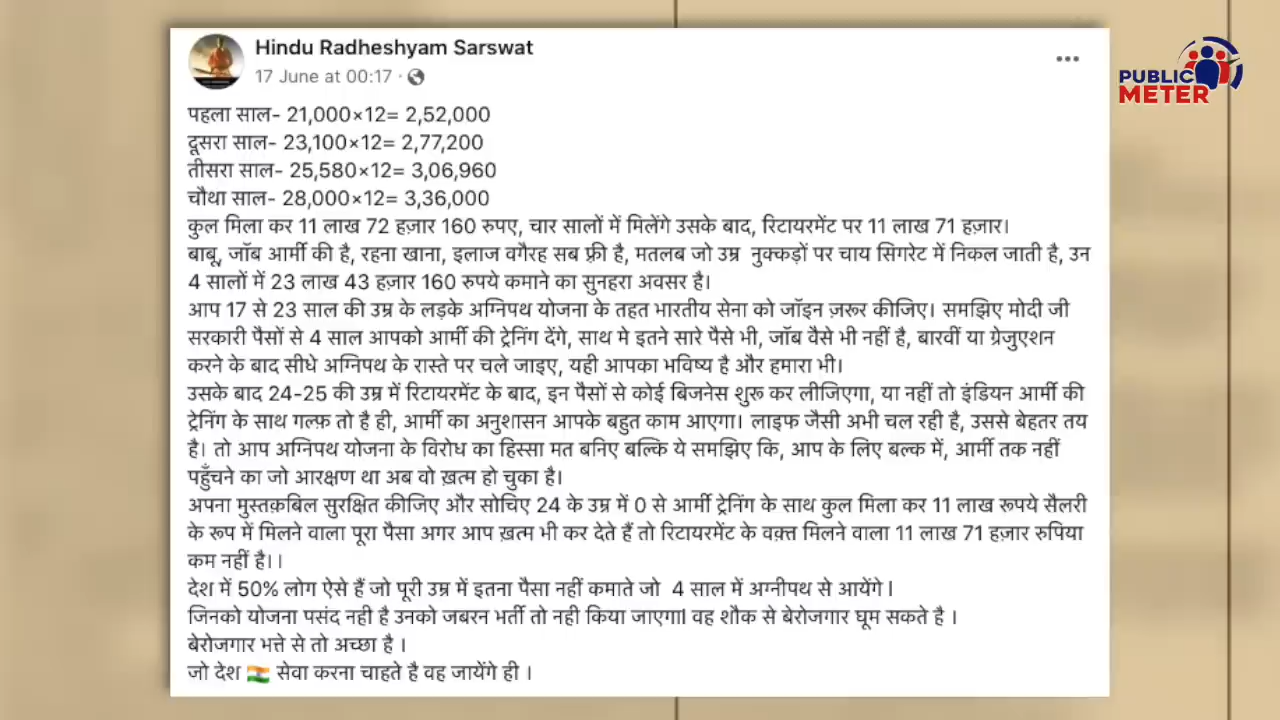 Hindu Radheshyam Sarswat
17 June at 00:17 ·
PUBLIC
METER
पहला साल- 21,000×12= 2,52,000
दूसरा साल- 23,100×12= 2,77,200
तीसरा साल- 25,580×12= 3,06,960
चौथा साल- 28,000×12= 3,36,000
कुल मिला कर 11 लाख 72 हज़ार 160 रुपए, चार सालों में मिलेंगे उसके बाद, रिटायरमेंट पर 11 लाख 71 हज़ार।
बाबू, जॉब आर्मी की है, रहना खाना, इलाज वगैरह सब फ़्री है, मतलब जो उम्र नुक्कड़ों पर चाय सिगरेट में निकल जाती है, उन
4 सालों में 23 लाख 43 हज़ार 160 रुपये कमाने का सुनहरा अवसर है।
आप 17 से 23 साल की उम्र के लड़के अग्निपथ योजना के तहत भारतीय सेना को जॉइन ज़रूर कीजिए। समझिए मोदी जी
सरकारी पैसों से 4 साल आपको आर्मी की ट्रेनिंग देंगे, साथ मे इतने सारे पैसे भी, जॉब वैसे भी नहीं है, बारवीं या ग्रेजुएशन
करने के बाद सीधे अग्निपथ के रास्ते पर चले जाइए, यही आपका भविष्य है और हमारा भी।
उसके बाद 24-25 की उम्र में रिटायरमेंट के बाद, इन पैसों से कोई बिजनेस शुरू कर लीजिएगा, या नहीं तो इंडियन आर्मी की
ट्रेनिंग के साथ गल्फ़ तो है ही, आर्मी का अनुशासन आपके बहुत काम आएगा। लाइफ जैसी अभी चल रही है, उससे बेहतर तय
है। तो आप अग्निपथ योजना के विरोध का हिस्सा मत बनिए बल्कि ये समझिए कि, आप के लिए बल्क में, आर्मी तक नहीं
पहुँचने का जो आरक्षण था अब वो ख़त्म हो चुका है।
अपना मुस्तक़बिल सुरक्षित कीजिए और सोचिए 24 के उम्र में 0 से आर्मी ट्रेनिंग के साथ कुल मिला कर 11 लाख रूपये सैलरी
के रूप में मिलने वाला पूरा पैसा अगर आप ख़त्म भी कर देते हैं तो रिटायरमेंट के वक़्त मिलने वाला 11 लाख 71 हज़ार रुपिया
कम नहीं है।।
देश में 50% लोग ऐसे हैं जो पूरी उम्र में इतना पैसा नहीं कमाते जो 4 साल में अग्नीपथ से आयेंगे l
जिनको योजना पसंद नही है उनको जबरन भर्ती तो नही किया जाएगाl वह शौक से बेरोजगार घूम सकते है ।
बेरोजगार भत्ते से तो अच्छा है ।
जो देश 🇮🇳 सेवा करना चाहते है वह जायेंगे ही ।